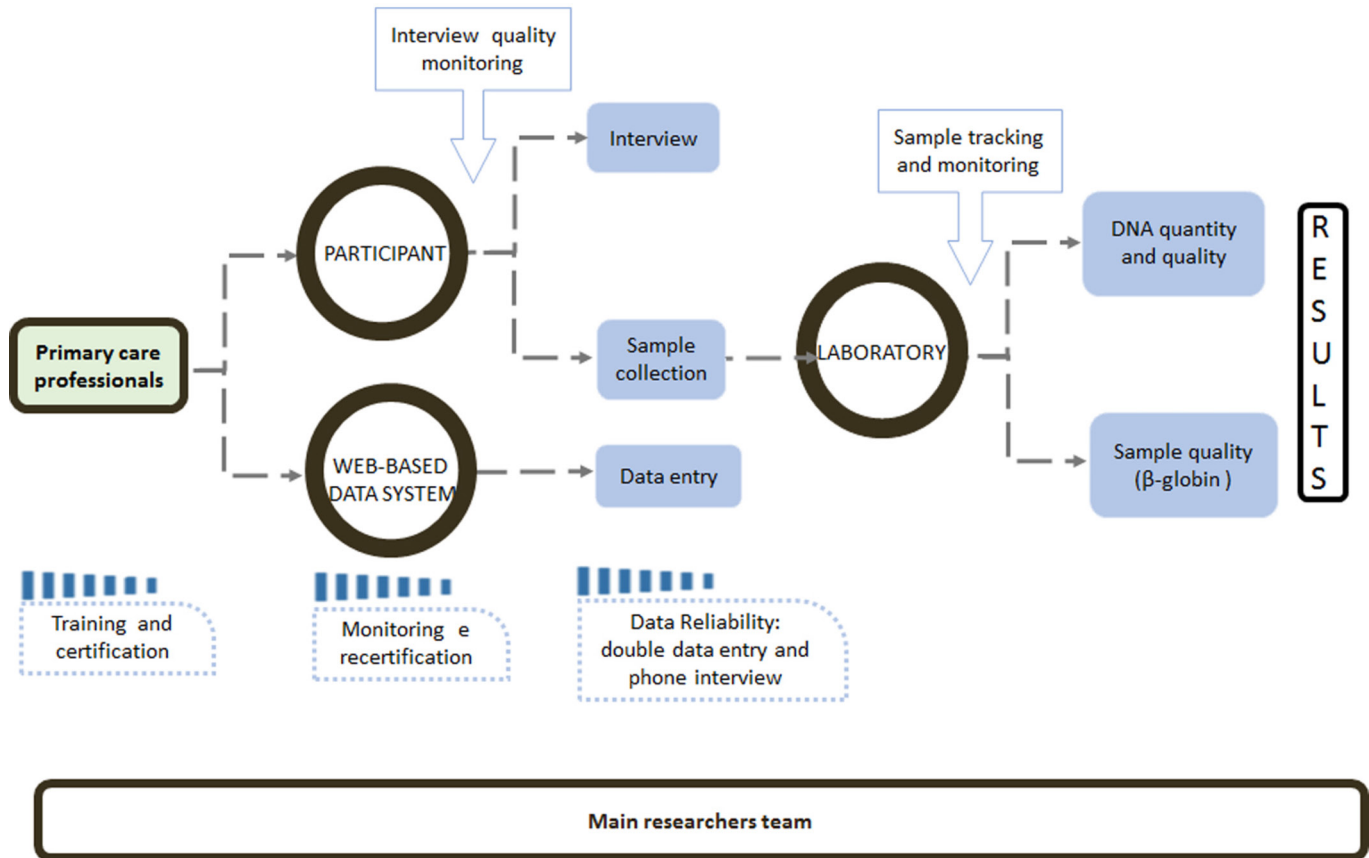 Interview quality
monitoring
Interview
Sample tracking
and monitoring
PARTICIPANT
DNA quantity
and quality
RESULTS
Primary care
professionals
Sample
collection
LABORATORY
WEB-BASED
DATA SYSTEM
Data entry
Sample quality
(β-globin )
Training and
certification
Monitoring e
recertification
Data Reliability:
double data entry and
phone interview
Main researchers team